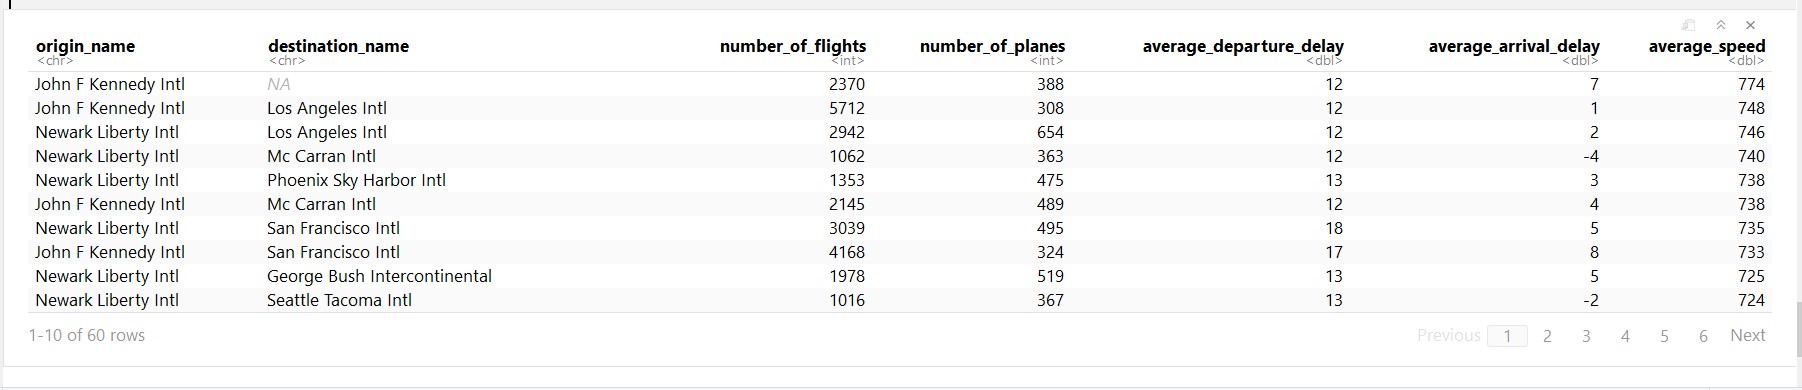 origin_name destination_name number_of_flights number_of_planes average_departure_delay average_arrival_delay average_speed
<chr> <chr> <int> <int> <dbl> <dbl> <dbl>
John F Kennedy Intl NA 2370 388 12 7 774
John F Kennedy Intl Los Angeles Intl 5712 308 12 1 748
Newark Liberty Intl Los Angeles Intl 2942 654 12 2 746
Newark Liberty Intl Mc Carran Intl 1062 363 12 -4 740
Newark Liberty Intl Phoenix Sky Harbor Intl 1353 475 13 3 738
John F Kennedy Intl Mc Carran Intl 2145 489 12 4 738
Newark Liberty Intl San Francisco Intl 3039 495 18 5 735
John F Kennedy Intl San Francisco Intl 4168 324 17 8 733
Newark Liberty Intl George Bush Intercontinental 1978 519 13 5 725
Newark Liberty Intl Seattle Tacoma Intl 1016 367 13 -2 724
1-10 of 60 rows Previous 1 2 3 4 5 6 Next